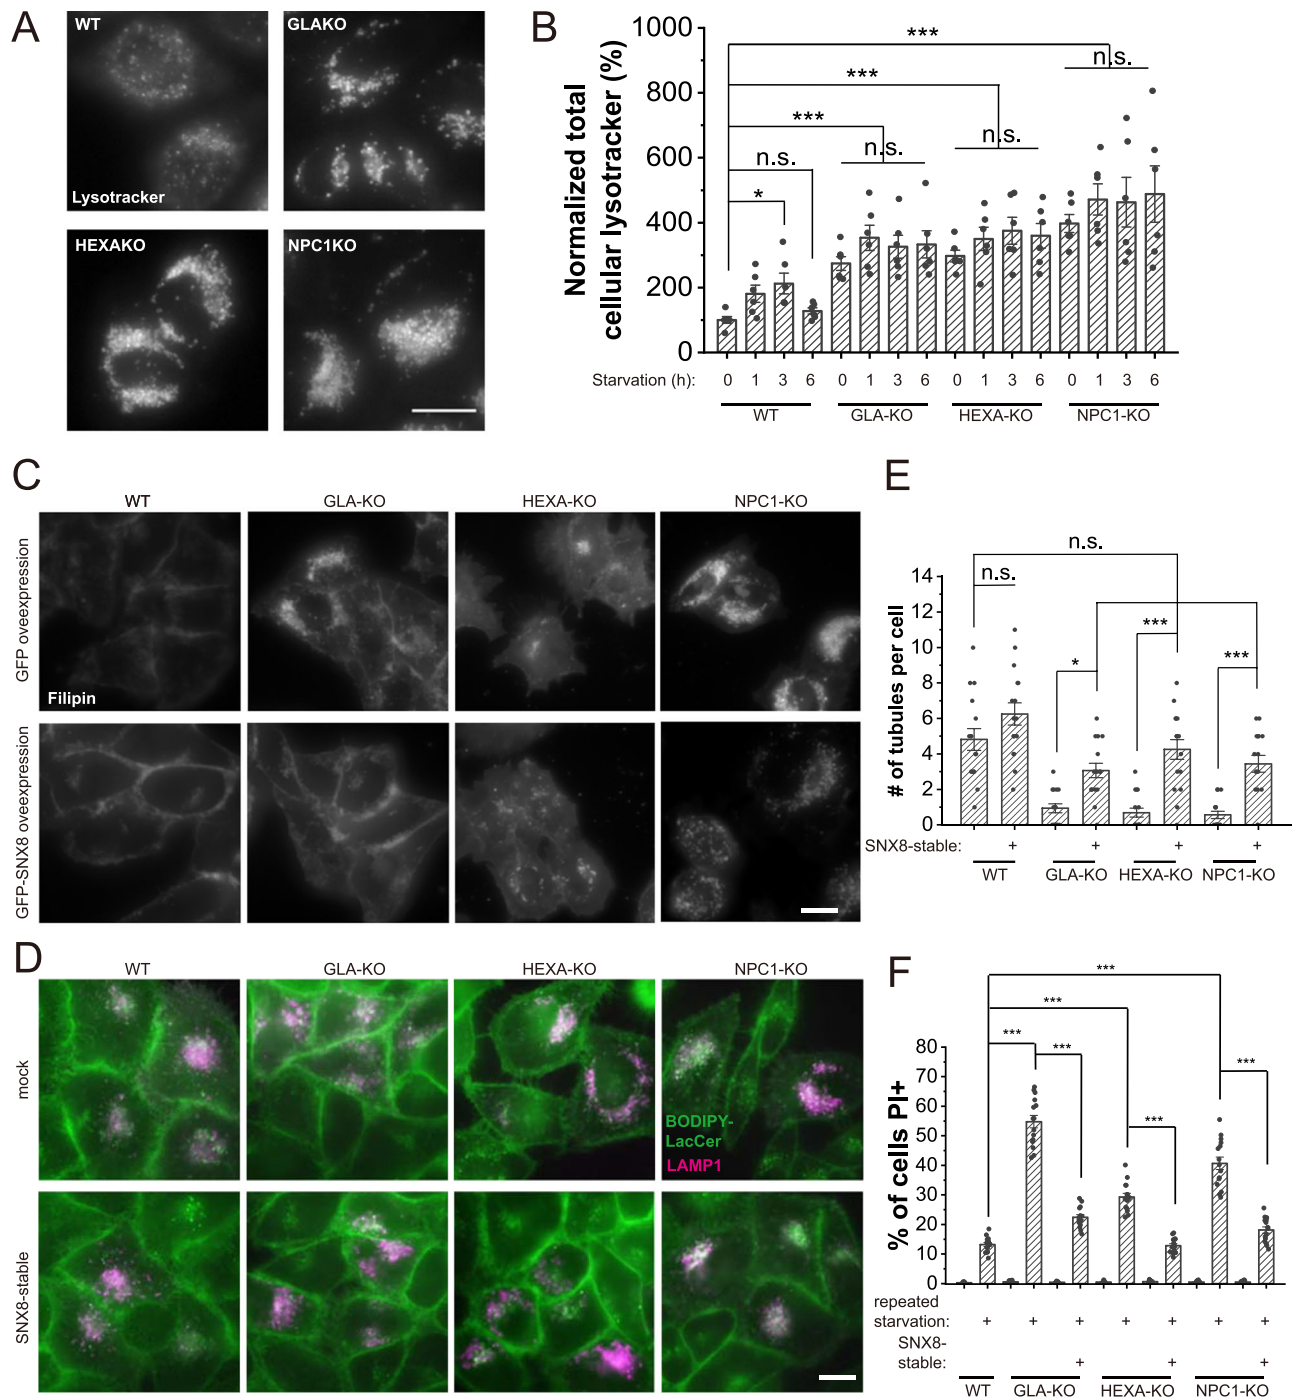 A
WT
GLAKO
Lysotracker
HEXAKO
NPC1KO
B
Normalized total
cellular lysotracker (%)
1000
800
600
400
200
0
***
***
***
n.s.
*
n.s.
n.s.
n.s.
Starvation (h): 0 1 3 6 0 1 3 6 0 1 3 6 0 1 3 6
WT GLA-KO HEXA-KO NPC1-KO
C
WT GLA-KO HEXA-KO NPC1-KO
GFP oveexpression
Filipin
GFP-SNX8 oveexpression
D
WT GLA-KO HEXA-KO NPC1-KO
mock
BODIPY-
LacCer
LAMP1
SNX8-stable
E
# of tubules per cell
14
12
10
8
6
4
2
0
n.s.
n.s.
*
***
***
SNX8-stable: + + + +
WT GLA-KO HEXA-KO NPC1-KO
F
% of cells PI+
80
70
60
50
40
30
20
10
0
***
***
***
***
***
***
repeated
starvation: + + + + + + +
SNX8-
stable: + + +
WT GLA-KO HEXA-KO NPC1-KO